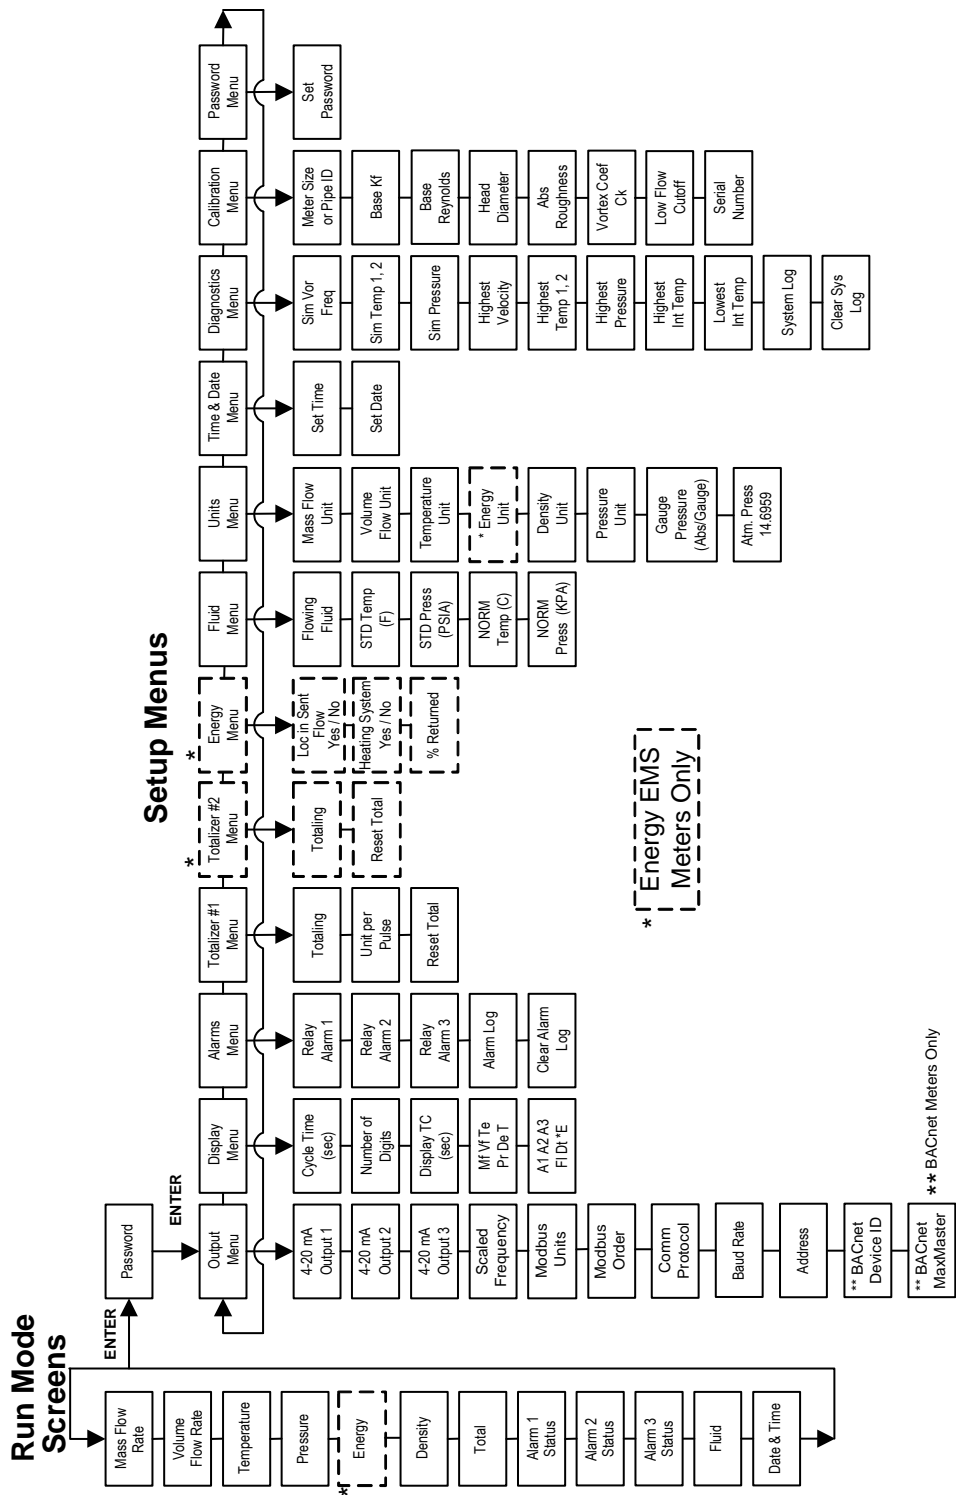 Run Mode
Screens
Mass Flow
Rate
Volume
Flow Rate
Temperature
Pressure
*
Energy
Density
Total
Alarm 1
Status
Alarm 2
Status
Alarm 3
Status
Fluid
Date & Time
ENTER
Password
ENTER
Setup Menus
Output
Menu
4-20 mA
Output 1
4-20 mA
Output 2
4-20 mA
Output 3
Scaled
Frequency
Modbus
Units
Modbus
Order
Comm
Protocol
Baud Rate
Address
** BACnet
Device ID
** BACnet
MaxMaster
** BACnet Meters Only
Display
Menu
Cycle Time
(sec)
Number of
Digits
Display TC
(sec)
Mf Vf Te
Pr De T
A1 A2 A3
Fl Dt *E
Alarms
Menu
Relay
Alarm 1
Relay
Alarm 2
Relay
Alarm 3
Alarm Log
Clear Alarm
Log
Totalizer #1
Menu
Totaling
Unit per
Pulse
Reset Total
*
Totalizer #2
Menu
Totaling
Reset Total
*
Energy
Menu
Loc in Sent
Flow
Yes / No
Heating System
Yes / No
% Returned
* Energy EMS
Meters Only
Fluid
Menu
Flowing
Fluid
STD Temp
(F)
STD Press
(PSIA)
NORM
Temp (C)
NORM
Press (KPA)
Units
Menu
Mass Flow
Unit
Volume
Flow Unit
Temperature
Unit
* Energy
Unit
Density
Unit
Pressure
Unit
Gauge
Pressure
(Abs/Gauge)
Atm. Press
14.6959
Time & Date
Menu
Set Time
Set Date
Diagnostics
Menu
Sim Vor
Freq
Sim Temp 1, 2
Sim Pressure
Highest
Velocity
Highest
Temp 1, 2
Highest
Pressure
Highest
Int Temp
Lowest
Int Temp
System Log
Clear Sys
Log
Calibration
Menu
Meter Size
or Pipe ID
Base Kf
Base
Reynolds
Head
Diameter
Abs
Roughness
Vortex Coef
Ck
Low Flow
Cutoff
Serial
Number
Password
Menu
Set
Password